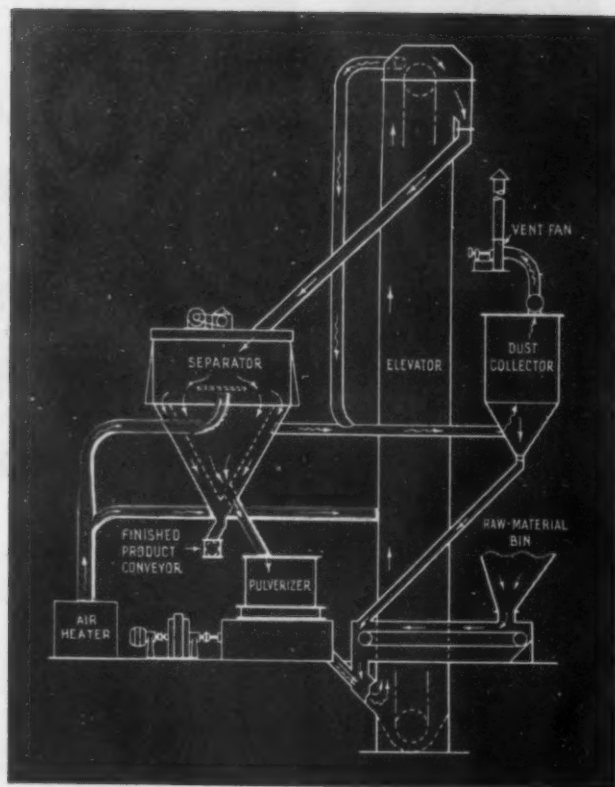 VENT FAN
SEPARATOR
ELEVATOR
DUST
COLLECTOR
RAW-MATERIAL
BIN
FINISHED
PRODUCT
CONVEYOR
PULVERIZER
AIR
HEATER